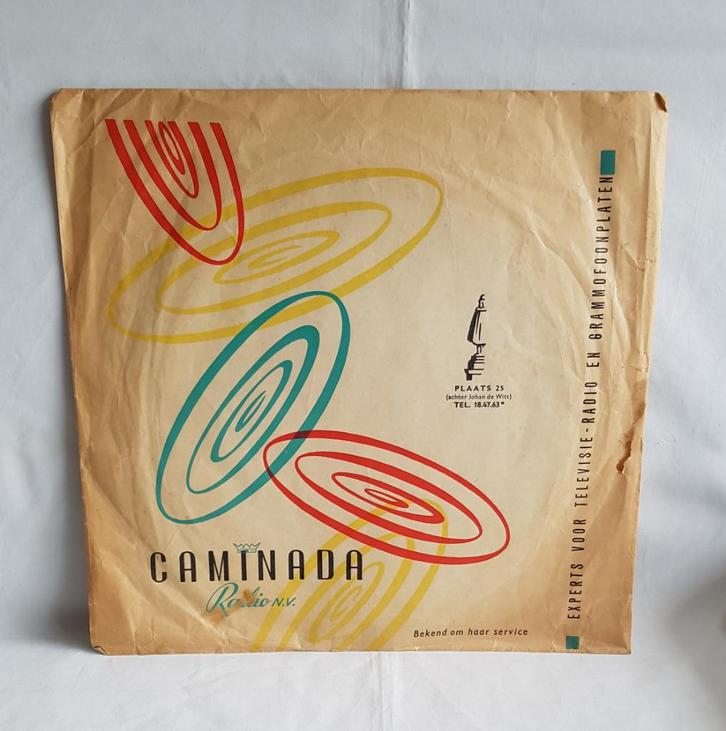 PLAATS 25
(achter Johan de Witt)
TEL. 18.47.63*
EXPERTS VOOR TELEVISIE-RADIO EN GRAMMOFOONPLATEN
CAMINADA
Radio N.V.
Bekend om haar service